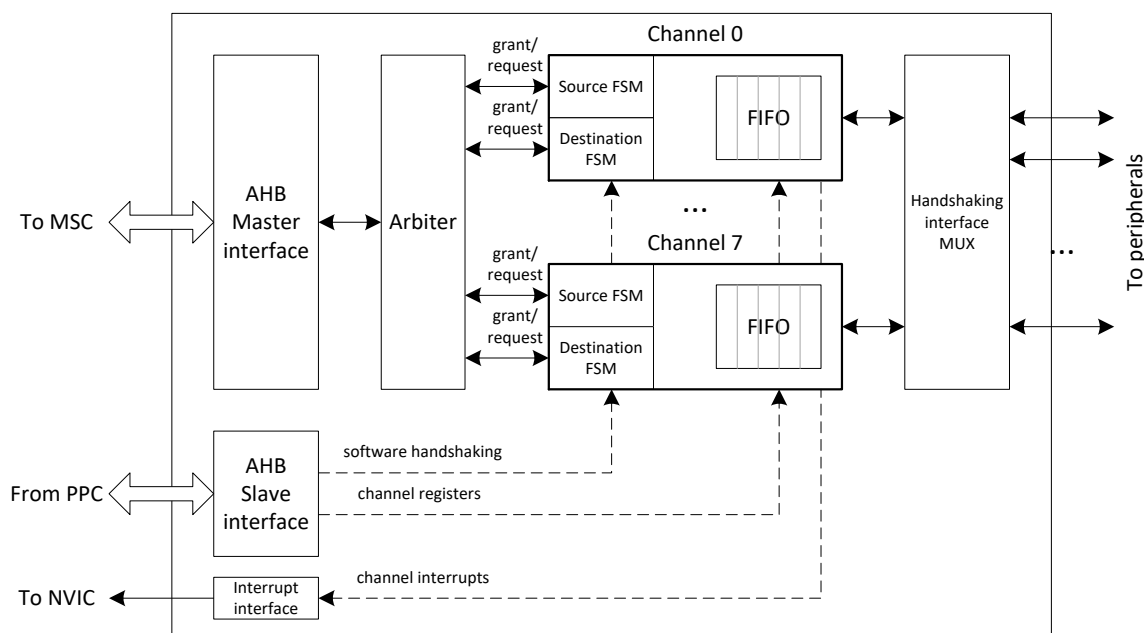 Channel 0
grant/
request
Source FSM
grant/
request
Destination
FSM
FIFO
To MSC
AHB
Master
interface
Arbiter
...
Handshaking
interface
MUX
...
To peripherals
Channel 7
grant/
request
Source FSM
grant/
request
Destination
FSM
FIFO
From PPC
AHB
Slave
interface
software handshaking
channel registers
To NVIC
Interrupt
interface
channel interrupts